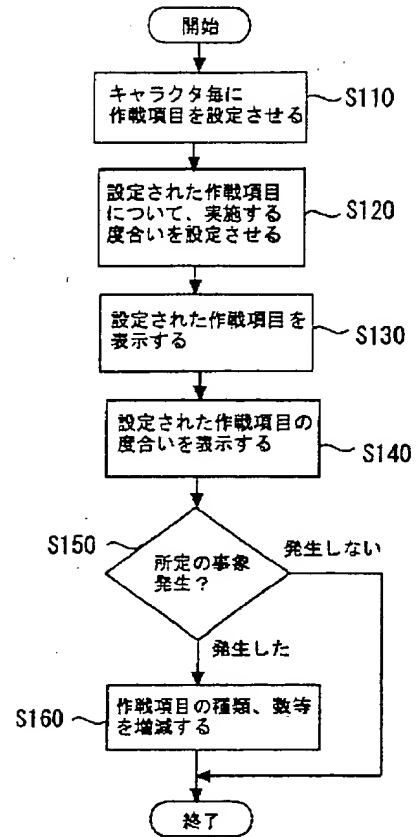 開始
キャラクタ毎に
作戦項目を設定させる
S110
設定された作戦項目
について、実施する
度合いを設定させる
S120
設定された作戦項目を
表示する
S130
設定された作戦項目の
度合いを表示する
S140
S150
所定の事象
発生?
発生しない
発生した
S160
作戦項目の種類、数等
を増減する
終了